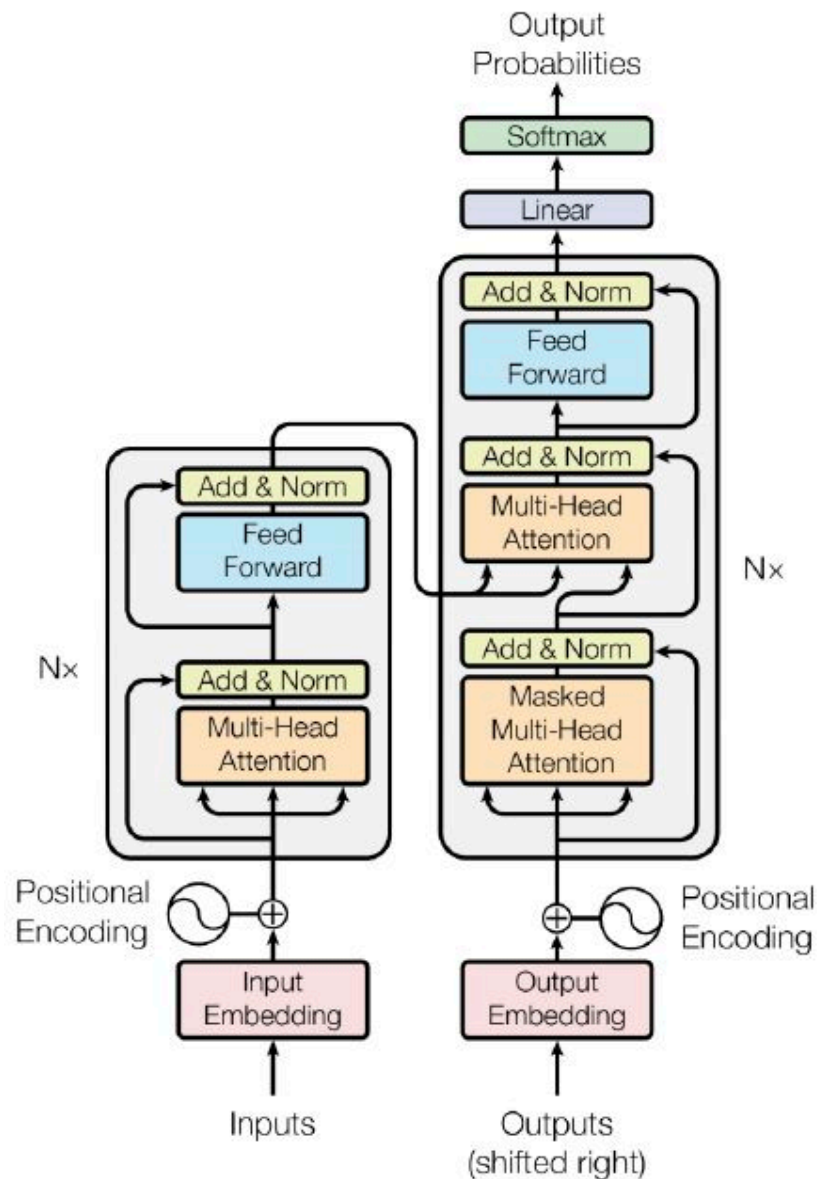 Output
Probabilities
Softmax
Linear
Add & Norm
Feed
Forward
Add & Norm
Multi-Head
Attention
Nx
Add & Norm
Masked
Multi-Head
Attention
Add & Norm
Feed
Forward
Nx
Add & Norm
Multi-Head
Attention
Positional
Encoding
Positional
Encoding
Input
Embedding
Output
Embedding
Inputs
Outputs
(shifted right)